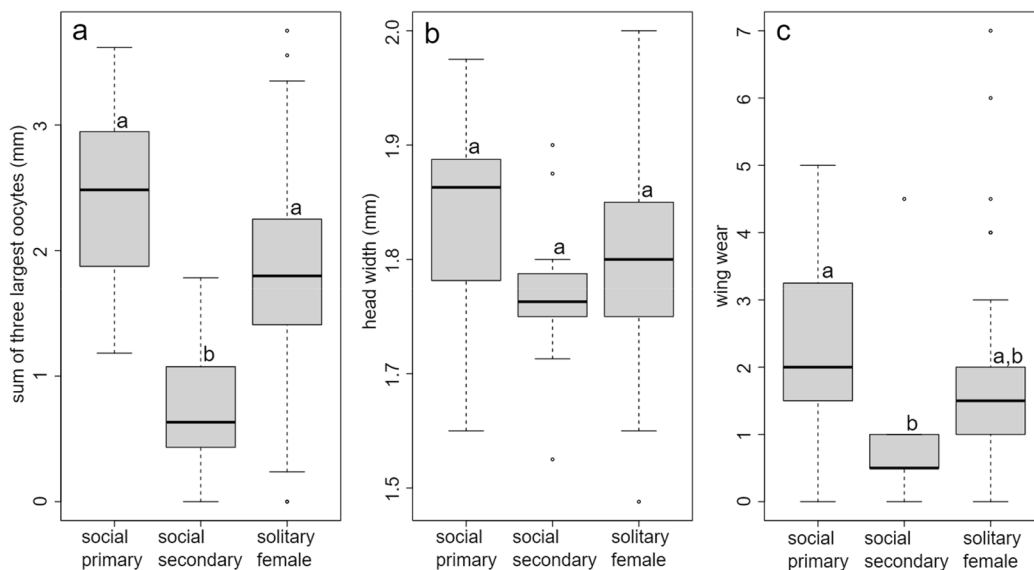 a
sum of three largest oocytes (mm)
3
2
1
0
a
b
a
social primary
social secondary
solitary female
b
head width (mm)
2.0
1.9
1.8
1.7
1.5
a
a
a
social primary
social secondary
solitary female
c
wing wear
7
6
5
4
3
2
1
0
a
b
a,b
social primary
social secondary
solitary female